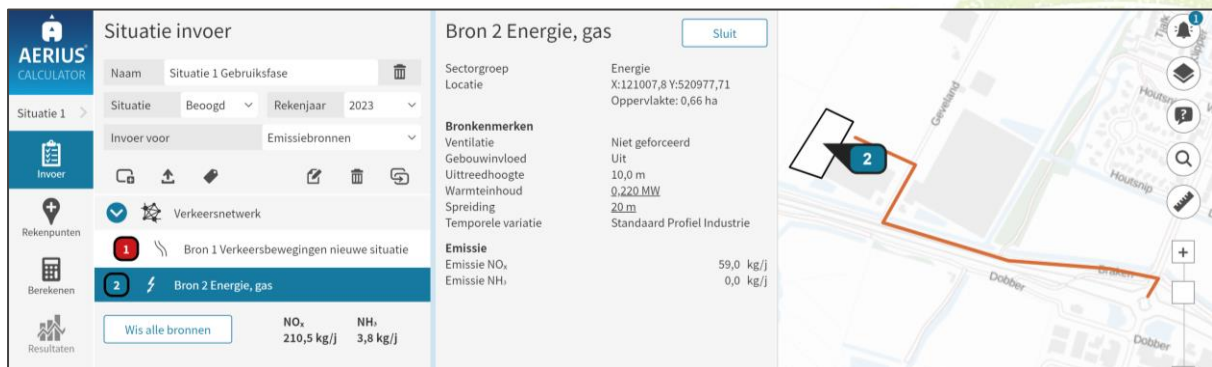 AERIUS
CALCULATOR
Situatie 1
Invoer
Rekenpunten
Berekenen
Resultaten
Situatie invoer
Naam Situatie 1 Gebruiksfase
Situatie Beoogd Rekenjaar 2023
Invoer voor Emissiebronnen
Verkeersnetwerk
1 Bron 1 Verkeersbewegingen nieuwe situatie
2 Bron 2 Energie, gas
Wis alle bronnen
NOₓ NH₃
210,5 kg/j 3,8 kg/j
Bron 2 Energie, gas
Sluit
Sectorgroep Energie
Locatie X:121007,8 Y:520977,71
Oppervlakte: 0,66 ha
Bronkenmerken
Ventilatie Niet geforceerd
Gebouwinvloed Uit
Uittreedhoogte 10,0 m
Warmteinhoud 0,220 MW
Spreiding 20 m
Temporele variatie Standaard Profiel Industrie
Emissie
Emissie NOₓ 59,0 kg/j
Emissie NH₃ 0,0 kg/j
Geveland
2
Houtsnip
Dobber
Braken
Dobber
Tjalk
1
?
+